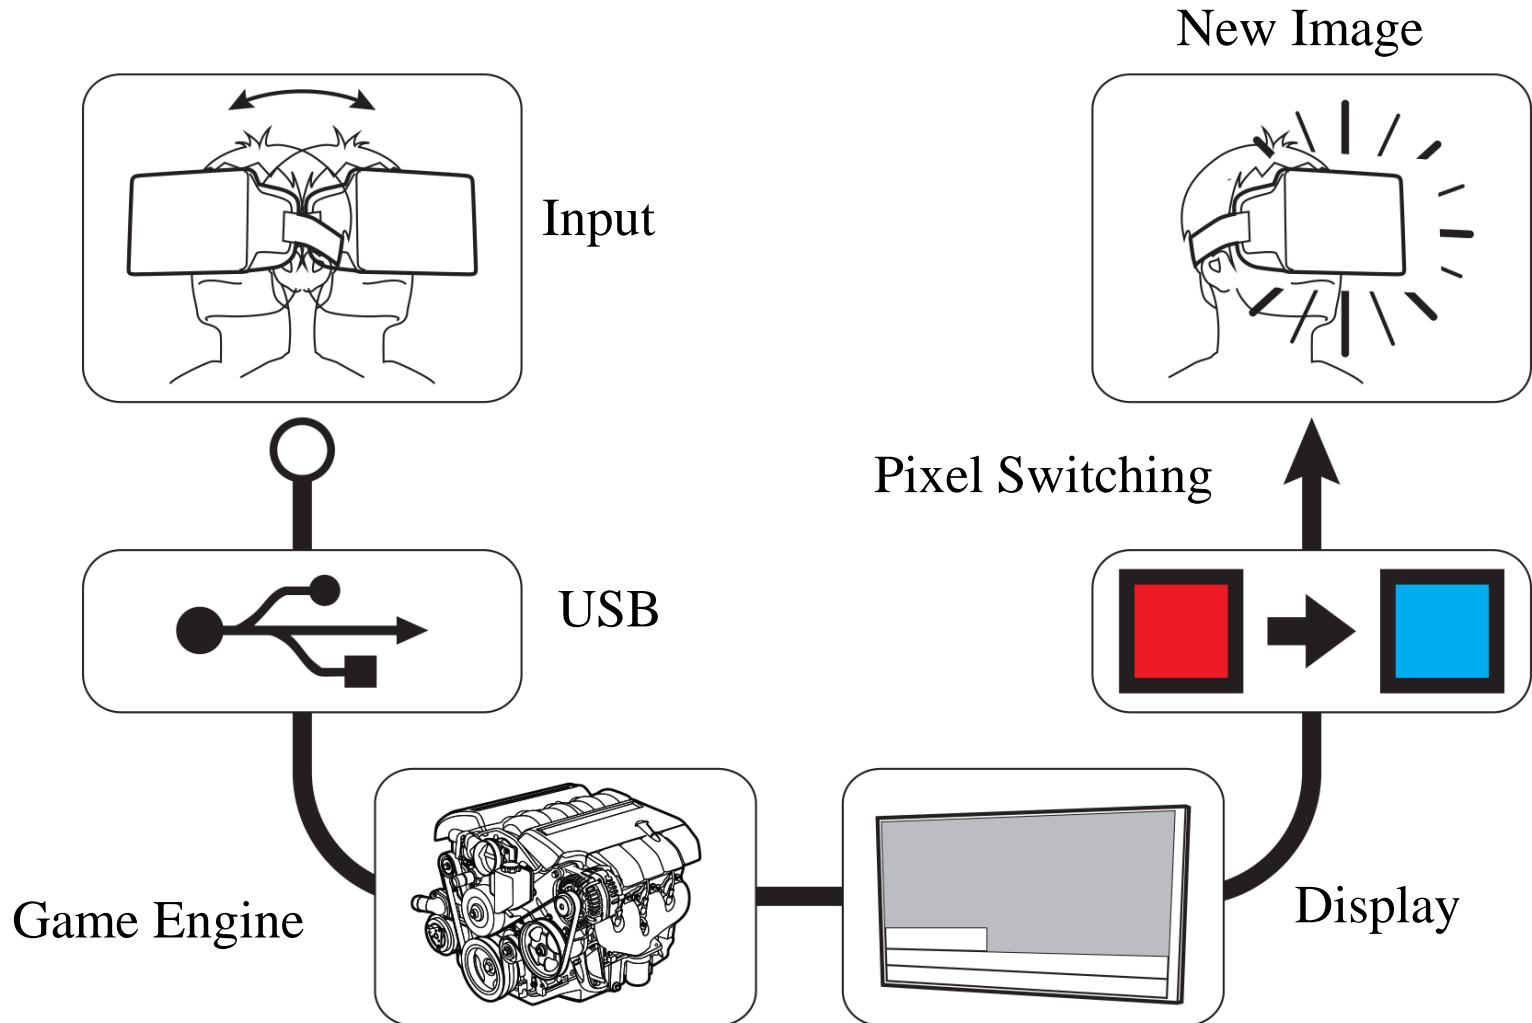 New Image
Input
Pixel Switching
USB
Game Engine
Display